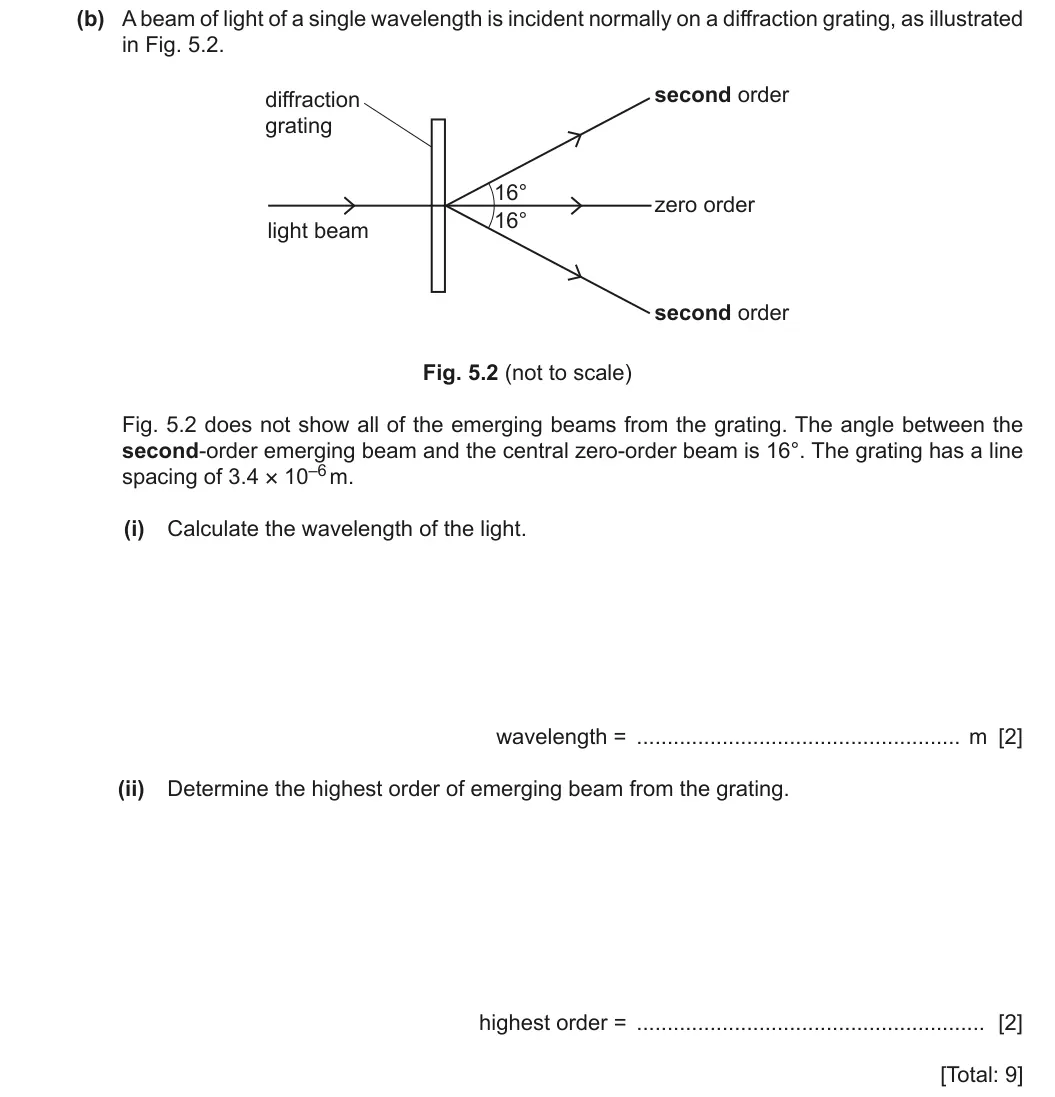 (b) A beam of light of a single wavelength is incident normally on a diffraction grating, as illustrated
in Fig. 5.2.
diffraction
grating
second order
16°
zero order
16°
light beam
second order
Fig. 5.2 (not to scale)
Fig. 5.2 does not show all of the emerging beams from the grating. The angle between the
second-order emerging beam and the central zero-order beam is 16°. The grating has a line
spacing of 3.4 × 10⁻⁶ m.
(i) Calculate the wavelength of the light.
wavelength = ..................................................... m [2]
(ii) Determine the highest order of emerging beam from the grating.
highest order = ......................................................... [2]
[Total: 9]